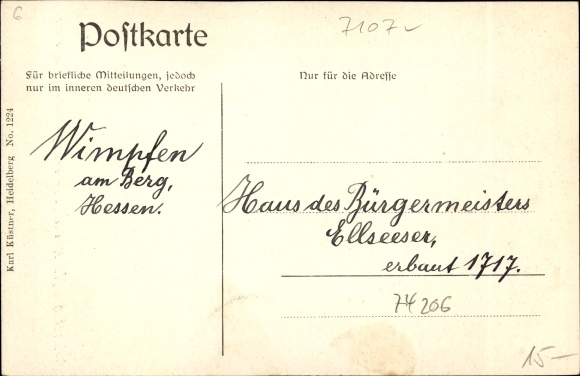 6
7107
Postkarte
Für briefliche Mitteilungen, jedoch
nur im inneren deutschen Verkehr
Nur für die Adresse
Karl Küstner, Heidelberg No. 1224
Wimpfen
am Berg,
Hessen.
Haus des Bürgermeisters
Ellseeser,
erbaut 1717.
74206
15-